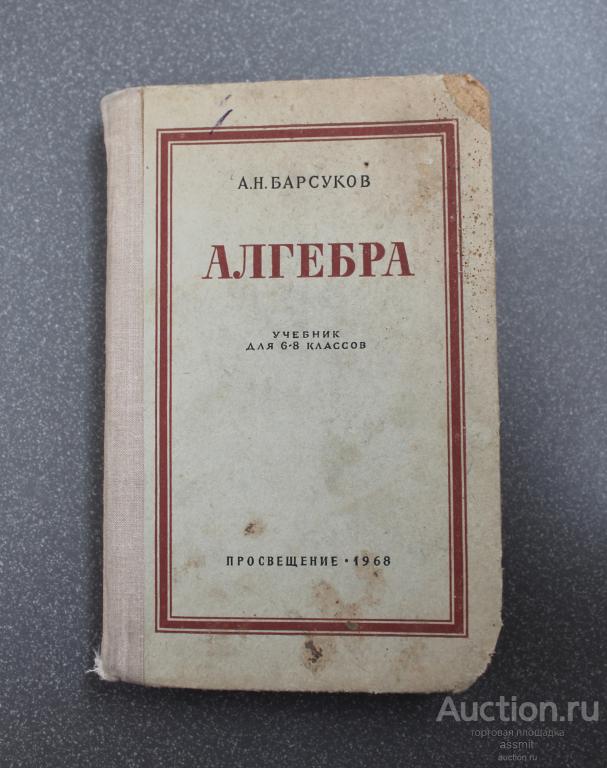 А.Н.БАРСУКОВ
АЛГЕБРА
УЧЕБНИК
ДЛЯ 6-8 КЛАССОВ
ПРОСВЕЩЕНИЕ • 1968
Auction.ru
торговая площадка
assmit
auction.ru